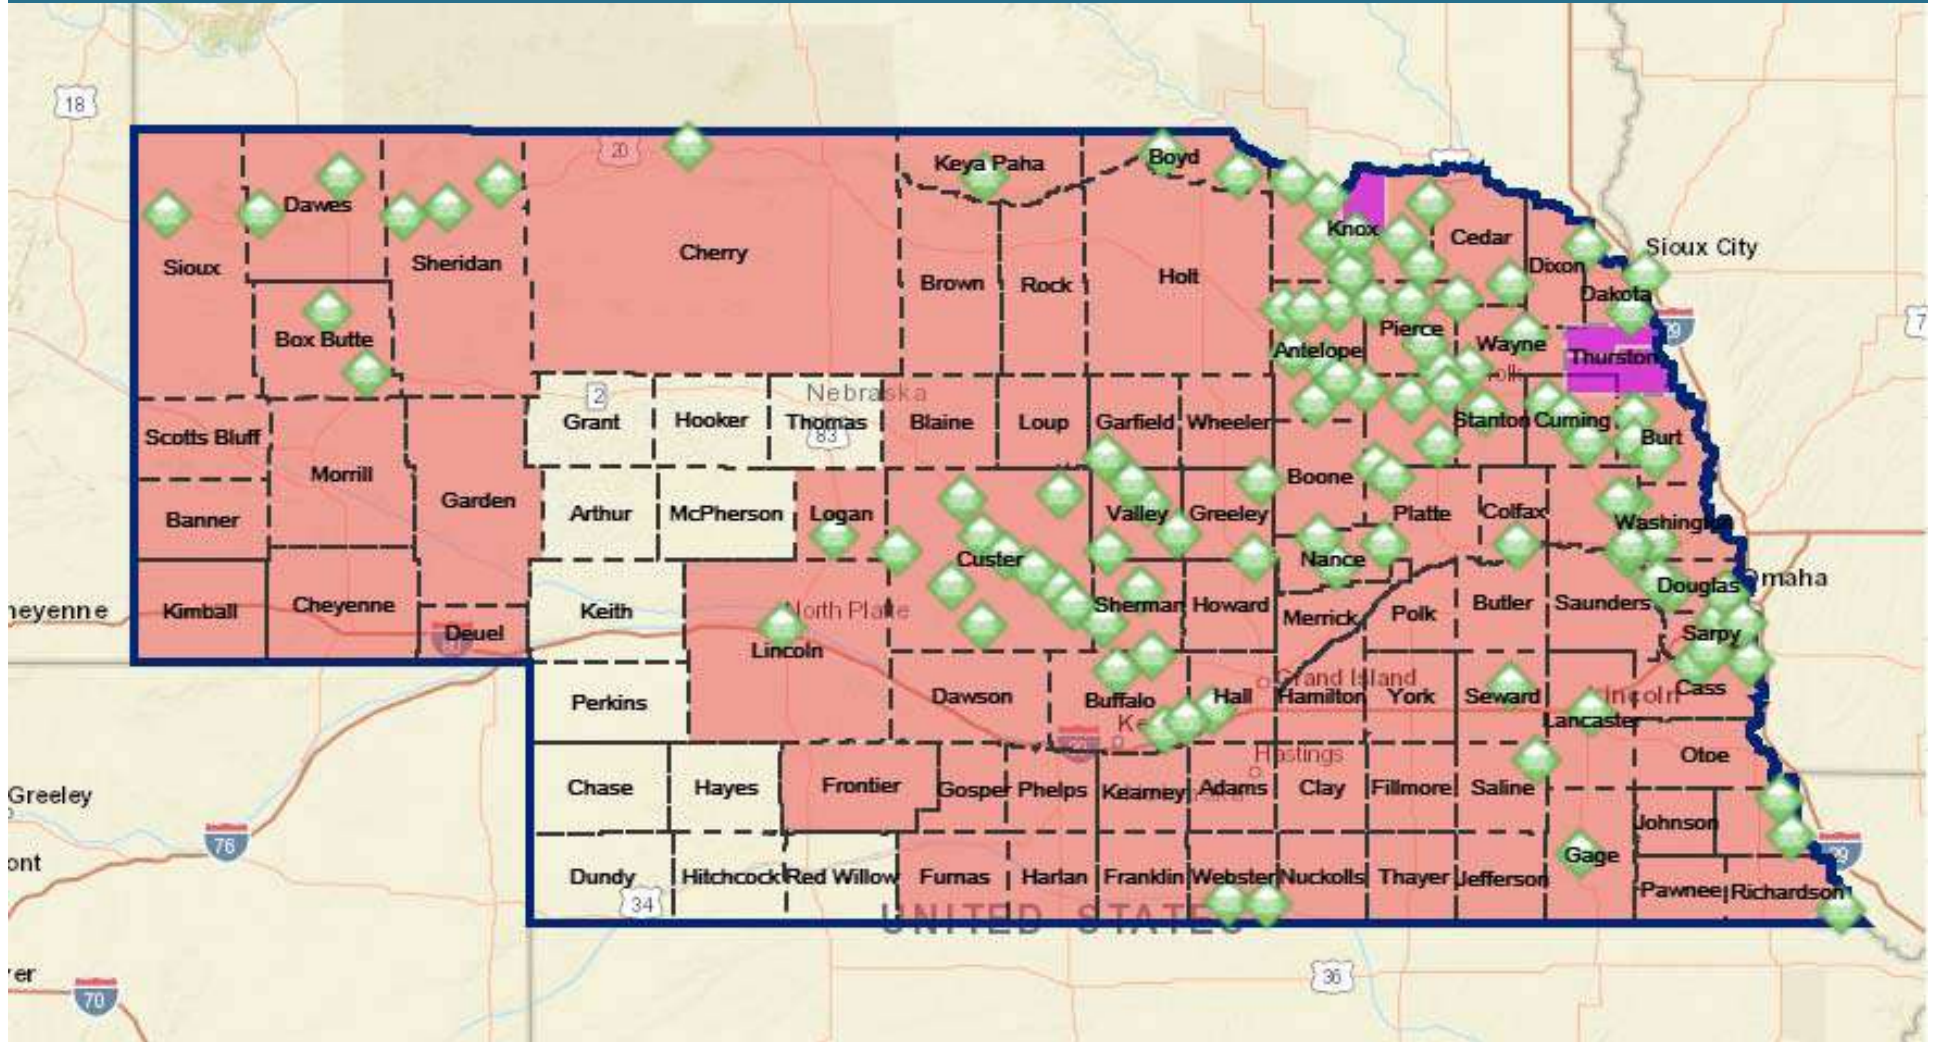 18
20
Keya Paha
Boyd
Dawes
Knox
Cedar
Sioux City
Sioux
Sheridan
Cherry
Brown
Rock
Holt
Dixon
Dakota
Box Butte
Antelope
Pierce
Wayne
Thurston
29
7
Scotts Bluff
Morrill
2
Nebraska
Grant
Hooker
Thomas
83
Blaine
Loup
Garfield
Wheeler
Stanton
Cuming
Burt
Banner
Garden
Arthur
McPherson
Logan
Custer
Valley
Greeley
Boone
Nance
Platte
Colfax
Washington
Kimball
Cheyenne
Deuel
80
Keith
North Platte
Lincoln
Sherman
Howard
Merrick
Polk
Butler
Saunders
Douglas
Omaha
Sarpy
heyenne
Perkins
Dawson
Buffalo
Hall
Grand Island
Hamilton
York
Seward
Lincoln
Lancaster
Cass
Otoe
Greeley
Chase
Hayes
Frontier
Gosper
Phelps
Kearney
Hastings
Adams
Clay
Fillmore
Saline
Johnson
76
ont
Dundy
Hitchcock
Red Willow
Furnas
Harlan
Franklin
Webster
Nuckolls
Thayer
Jefferson
Gage
Pawnee
Richardson
29
34
UNITED STATES
36
er
70